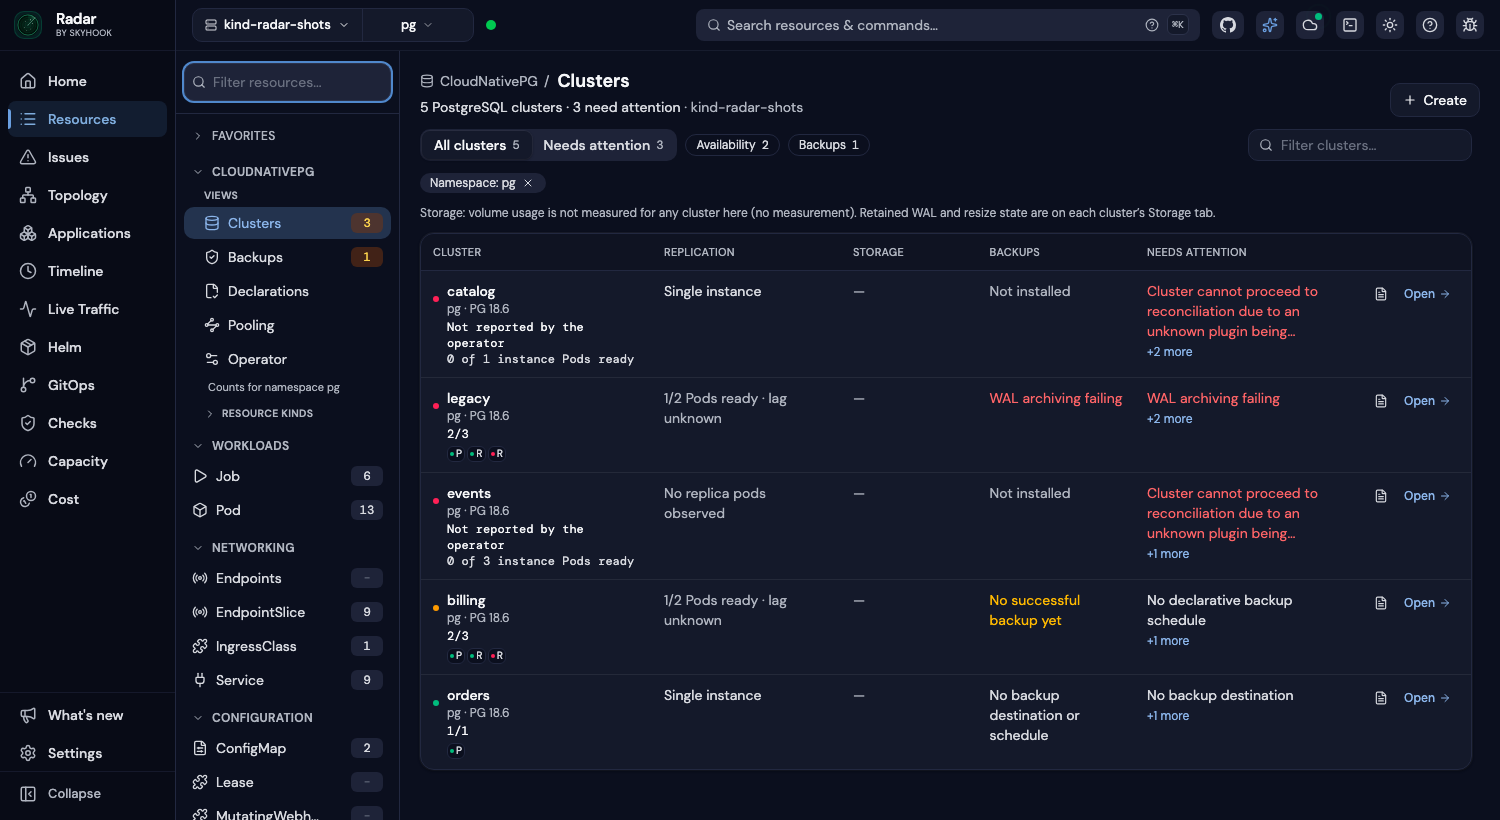 Radar
BY SKYHOOK
kind-radar-shots
pg
Search resources & commands...
⌘K
Home
Resources
Issues
Topology
Applications
Timeline
Live Traffic
Helm
GitOps
Checks
Capacity
Cost
What's new
Settings
Collapse
Filter resources...
FAVORITES
CLOUDNATIVEPG
VIEWS
Clusters 3
Backups 1
Declarations
Pooling
Operator
Counts for namespace pg
RESOURCE KINDS
WORKLOADS
Job 6
Pod 13
NETWORKING
Endpoints –
EndpointSlice 9
IngressClass 1
Service 9
CONFIGURATION
ConfigMap 2
Lease –
MutatingWebh... –
CloudNativePG / Clusters
5 PostgreSQL clusters · 3 need attention · kind-radar-shots
+ Create
All clusters 5
Needs attention 3
Availability 2
Backups 1
Filter clusters...
Namespace: pg ×
Storage: volume usage is not measured for any cluster here (no measurement). Retained WAL and resize state are on each cluster's Storage tab.
CLUSTER REPLICATION STORAGE BACKUPS NEEDS ATTENTION
catalog
pg · PG 18.6
Not reported by the
operator
0 of 1 instance Pods ready
Single instance
—
Not installed
Cluster cannot proceed to
reconciliation due to an
unknown plugin being...
+2 more
Open →
legacy
pg · PG 18.6
2/3
P R R
1/2 Pods ready · lag
unknown
—
WAL archiving failing
WAL archiving failing
+2 more
Open →
events
pg · PG 18.6
Not reported by the
operator
0 of 3 instance Pods ready
No replica pods
observed
—
Not installed
Cluster cannot proceed to
reconciliation due to an
unknown plugin being...
+1 more
Open →
billing
pg · PG 18.6
2/3
P R R
1/2 Pods ready · lag
unknown
—
No successful
backup yet
No declarative backup
schedule
+1 more
Open →
orders
pg · PG 18.6
1/1
P
Single instance
—
No backup
destination or
schedule
No backup destination
+1 more
Open →